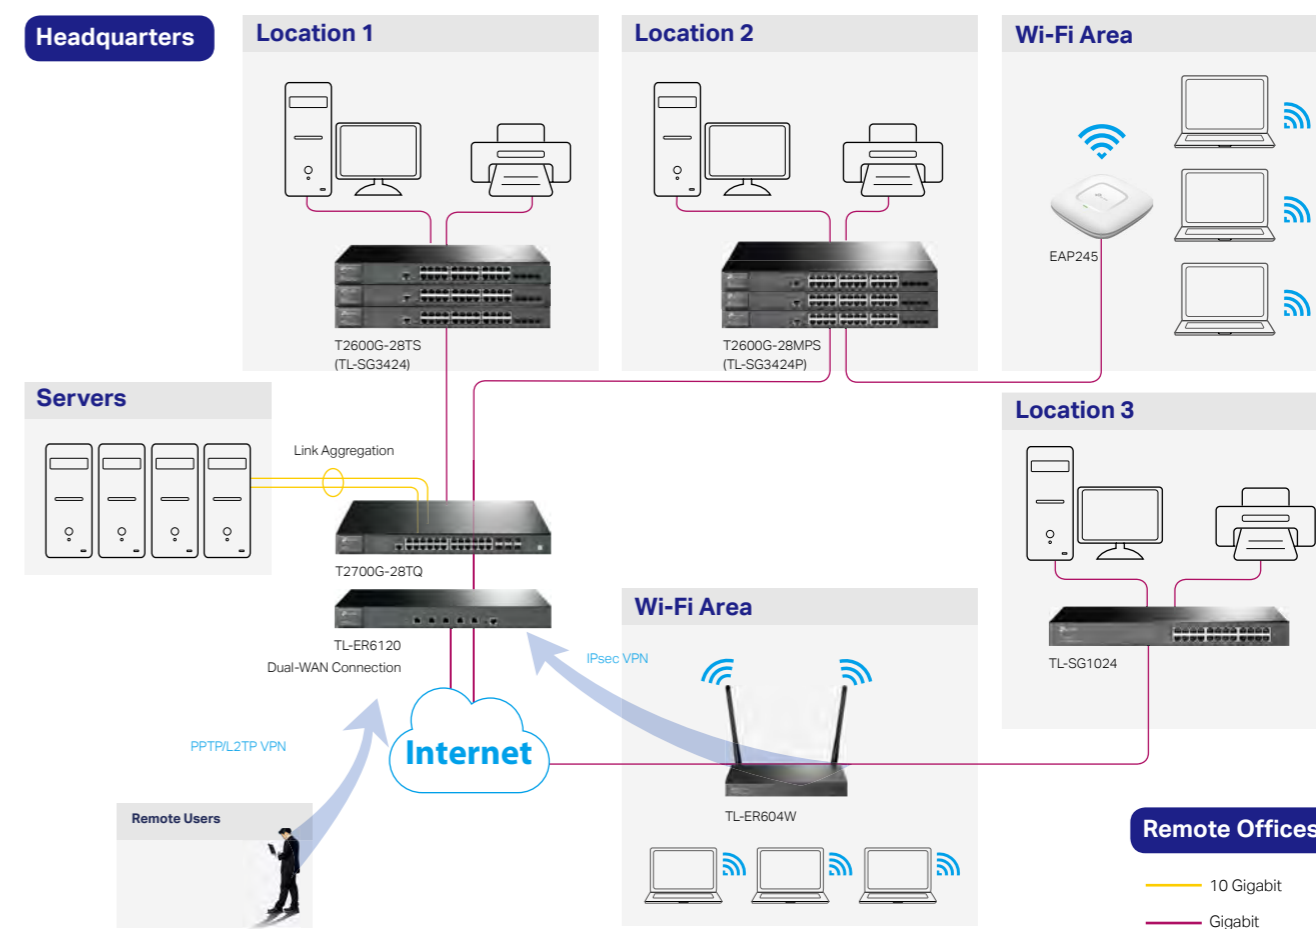 Headquarters
Location 1
Location 2
Wi-Fi Area
EAP245
T2600G-28TS
(TL-SG3424)
T2600G-28MPS
(TL-SG3424P)
Servers
Link Aggregation
Location 3
T2700G-28TQ
TL-ER6120
Dual-WAN Connection
IPsec VPN
Wi-Fi Area
TL-SG1024
PPTP/L2TP VPN
Internet
Remote Users
TL-ER604W
Remote Offices
10 Gigabit
Gigabit